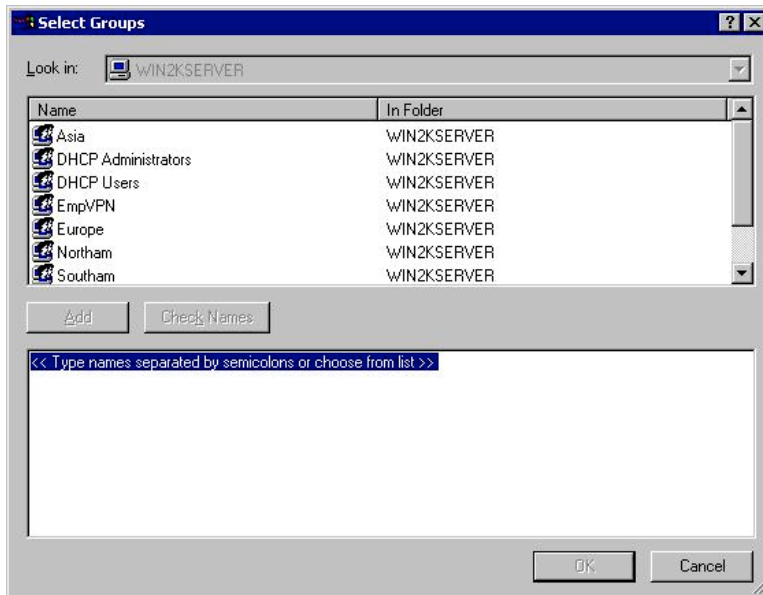 Select Groups
Look in: WIN2KSERVER
Name In Folder
Asia WIN2KSERVER
DHCP Administrators WIN2KSERVER
DHCP Users WIN2KSERVER
EmpVPN WIN2KSERVER
Europe WIN2KSERVER
Northam WIN2KSERVER
Southam WIN2KSERVER
Add Check Names
<< Type names separated by semicolons or choose from list >>
OK Cancel